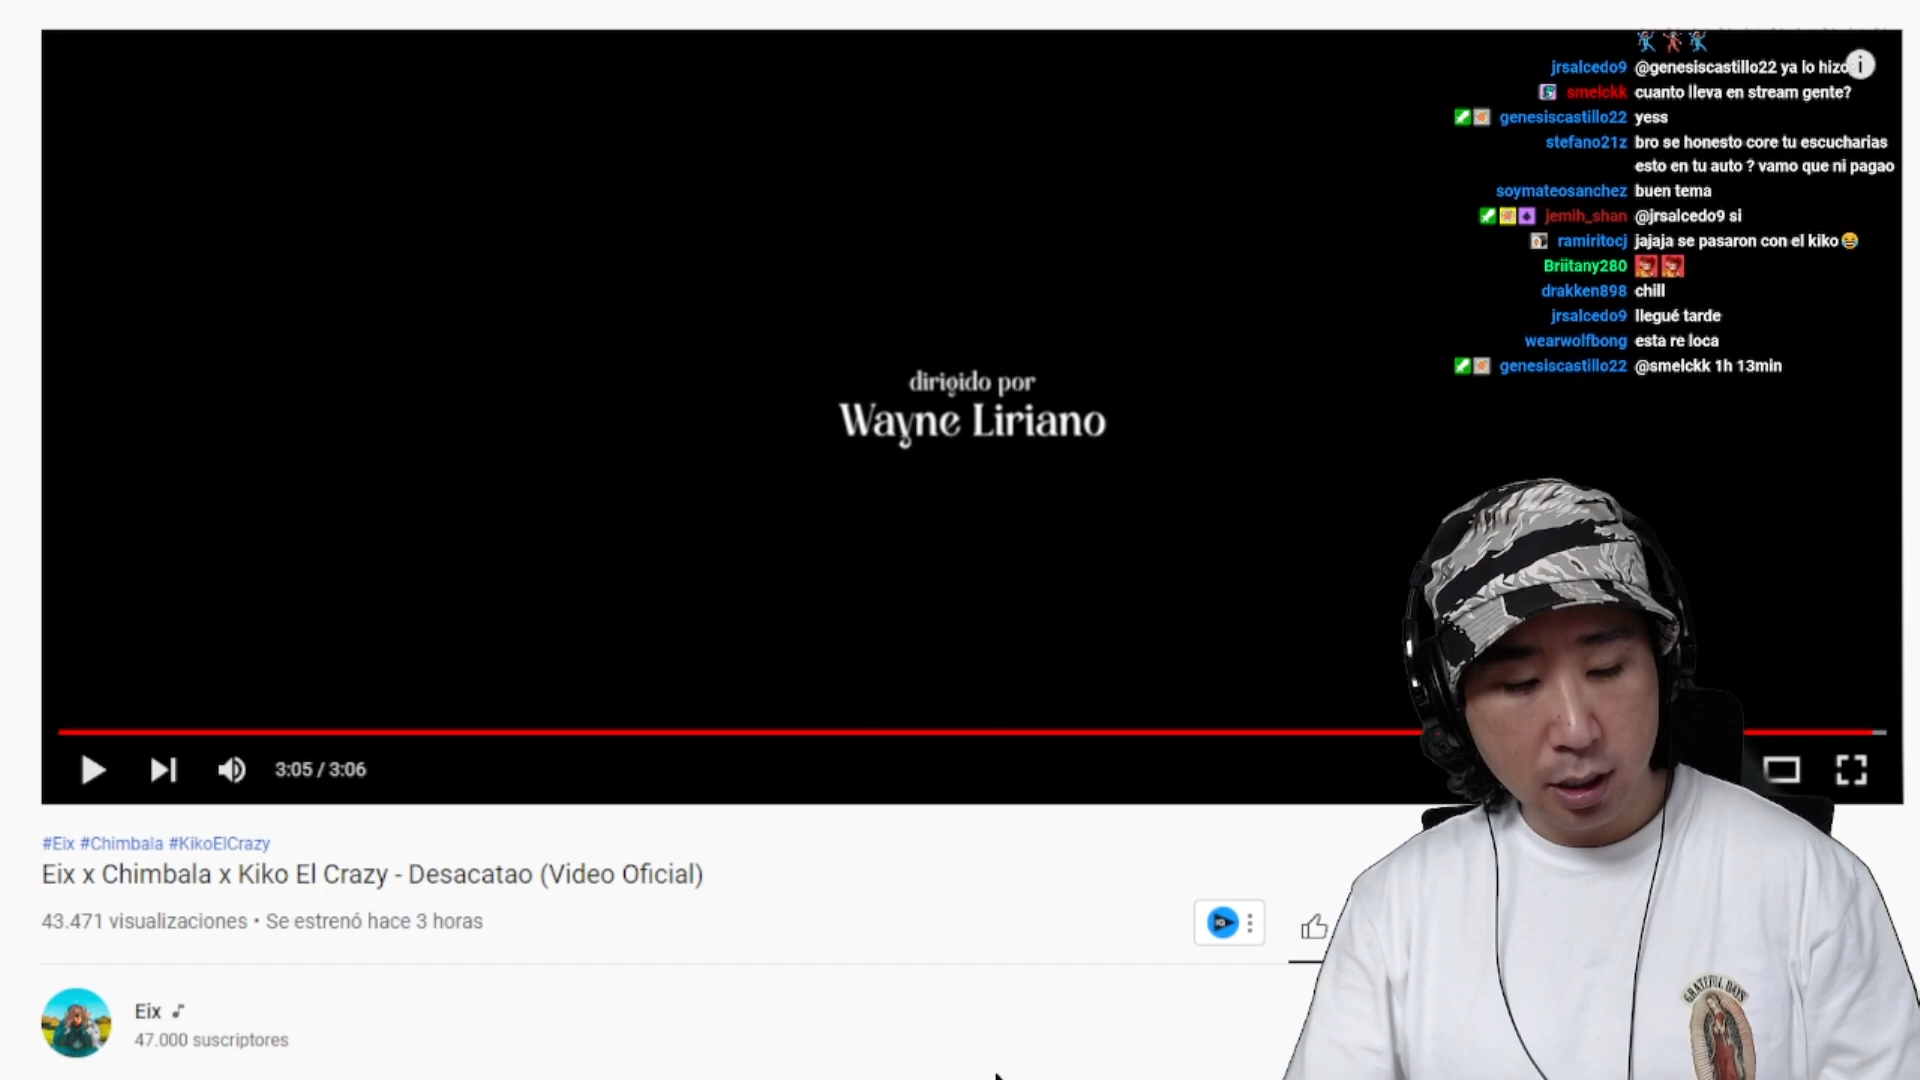 jrsalcedo9 @genesiscastillo22 ya lo hizo
smelckk cuanto lleva en stream gente?
genesiscastillo22 yess
stefano21z bro se honesto core tu escucharias
esto en tu auto ? vamo que ni pagao
soymateosanchez buen tema
jemih_shan @jrsalcedo9 si
ramiritocj jajaja se pasaron con el kiko😂
Briitany280
drakken898 chill
jrsalcedo9 llegué tarde
wearwolfbong esta re loca
genesiscastillo22 @smelckk 1h 13min
dirigido por
Wayne Liriano
3:05 / 3:06
#Eix #Chimbala #KikoElCrazy
Eix x Chimbala x Kiko El Crazy - Desacatao (Video Oficial)
43.471 visualizaciones • Se estrenó hace 3 horas
Eix
47.000 suscriptores
GRATEFUL DAYS